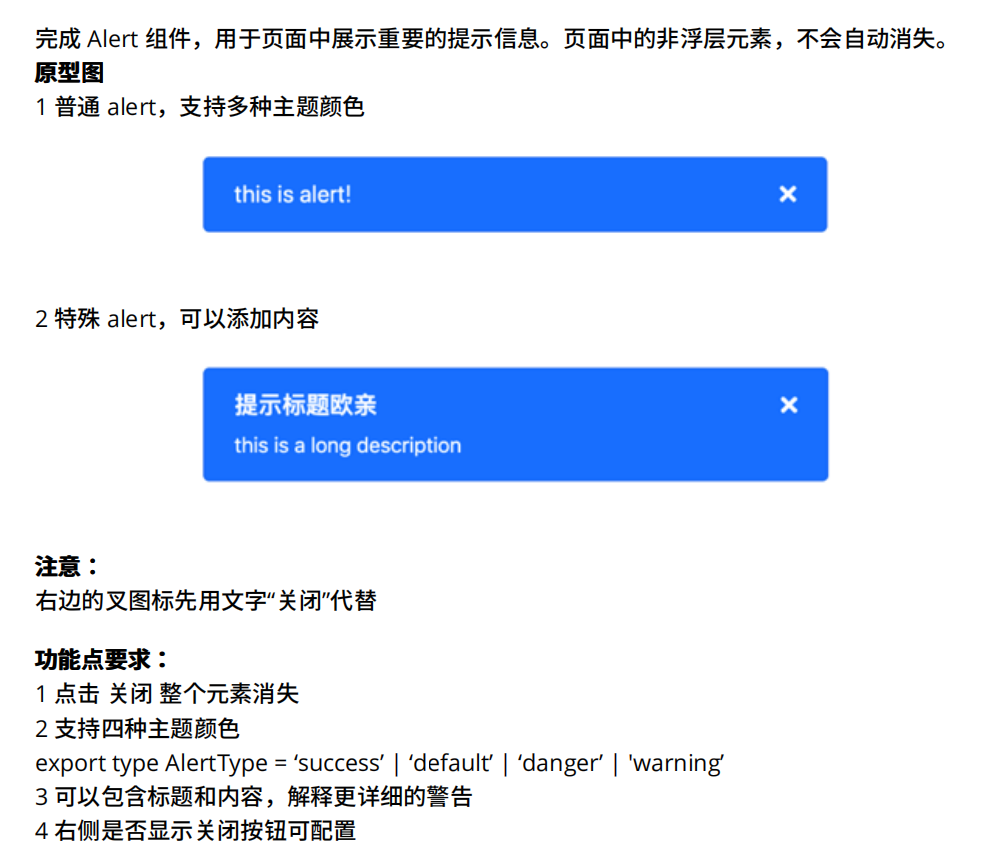 完成 Alert 组件，用于页面中展示重要的提示信息。页面中的非浮层元素，不会自动消失。
原型图
1 普通 alert，支持多种主题颜色
this is alert!
2 特殊 alert，可以添加内容
提示标题欧亲
this is a long description
注意：
右边的叉图标先用文字“关闭”代替
功能点要求：
1 点击 关闭 整个元素消失
2 支持四种主题颜色
export type AlertType = ‘success’ | ‘default’ | ‘danger’ | 'warning’
3 可以包含标题和内容，解释更详细的警告
4 右侧是否显示关闭按钮可配置